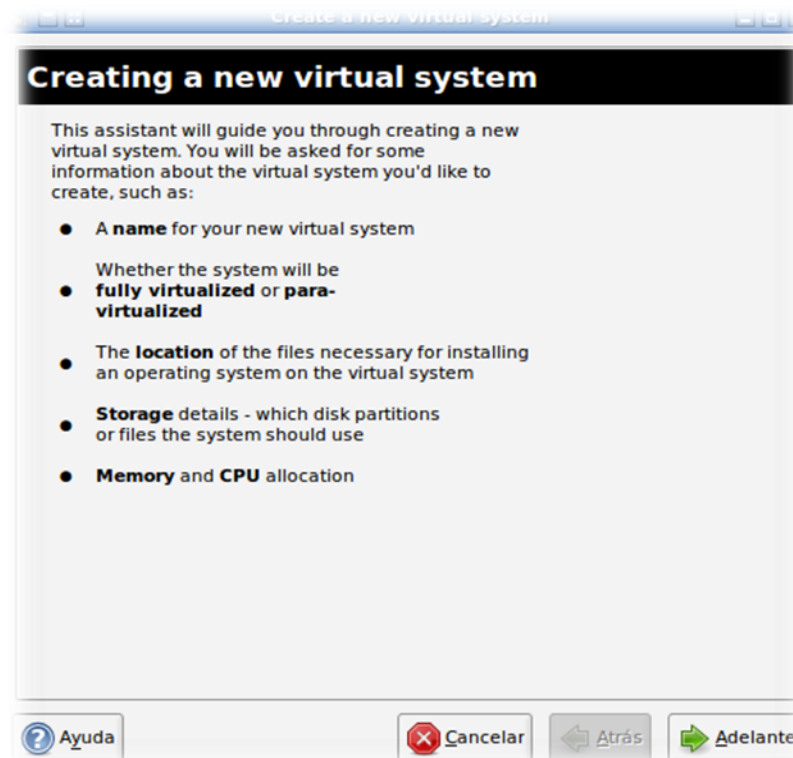 Create a new virtual system
Creating a new virtual system
This assistant will guide you through creating a new
virtual system. You will be asked for some
information about the virtual system you'd like to
create, such as:
● A name for your new virtual system
Whether the system will be
● fully virtualized or para-
virtualized
The location of the files necessary for installing
an operating system on the virtual system
Storage details - which disk partitions
or files the system should use
● Memory and CPU allocation
Ayuda
Cancelar
Atrás
Adelante